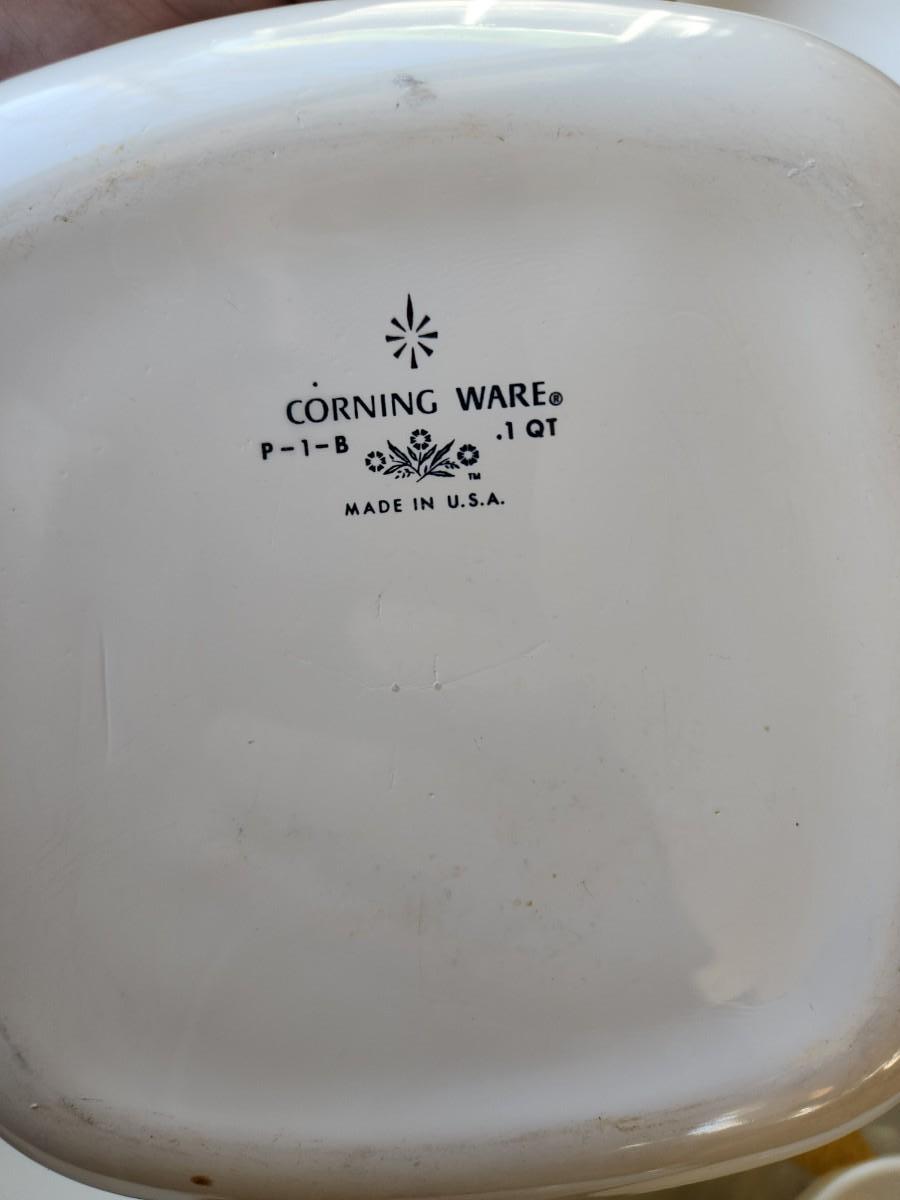 CORNING WARE®
P-1-B .1 QT
TM
MADE IN U.S.A.